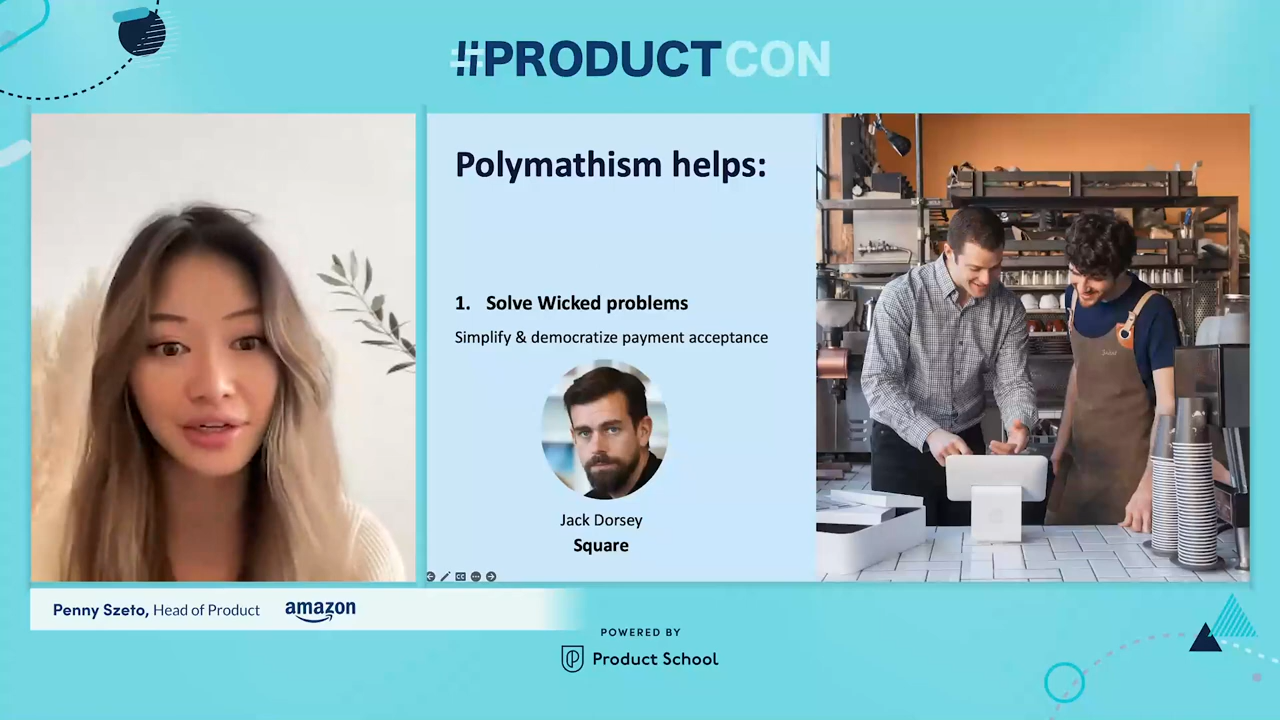 #PRODUCTCON
Polymathism helps:
1. Solve Wicked problems
Simplify & democratize payment acceptance
Jack Dorsey
Square
Penny Szeto, Head of Product
amazon
POWERED BY
Product School